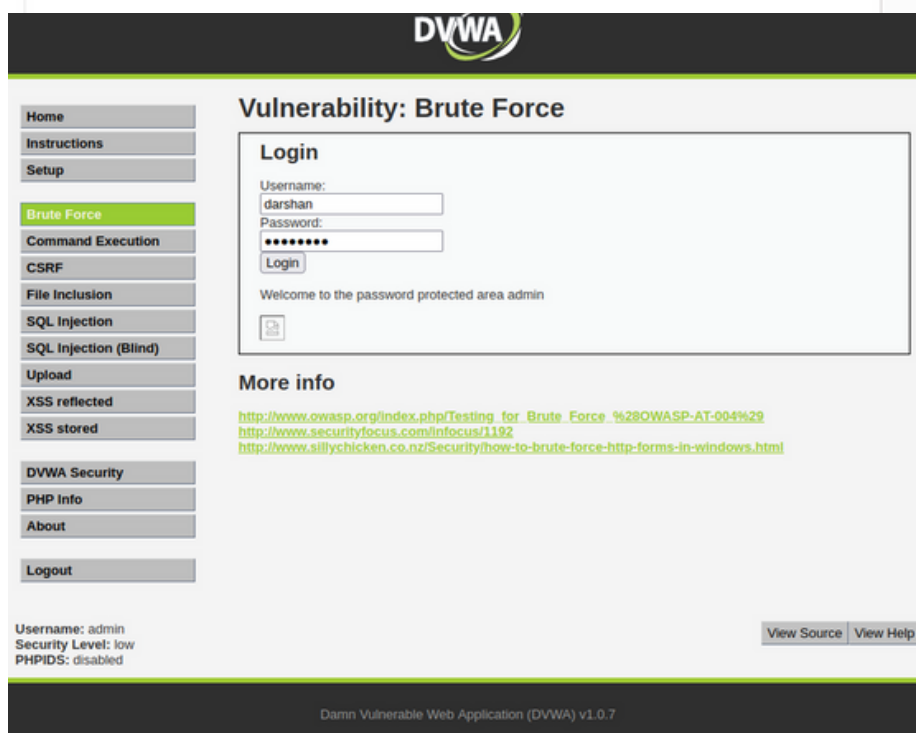 DVWA
Home
Instructions
Setup
Brute Force
Command Execution
CSRF
File Inclusion
SQL Injection
SQL Injection (Blind)
Upload
XSS reflected
XSS stored
DVWA Security
PHP Info
About
Logout
Vulnerability: Brute Force
Login
Username:
darshan
Password:
••••••••
Login
Welcome to the password protected area admin
More info
http://www.owasp.org/index.php/Testing_for_Brute_Force_%28OWASP-AT-004%29
http://www.securityfocus.com/infocus/1192
http://www.sillychicken.co.nz/Security/how-to-brute-force-http-forms-in-windows.html
Username: admin
Security Level: low
PHPIDS: disabled
View Source View Help
Damn Vulnerable Web Application (DVWA) v1.0.7